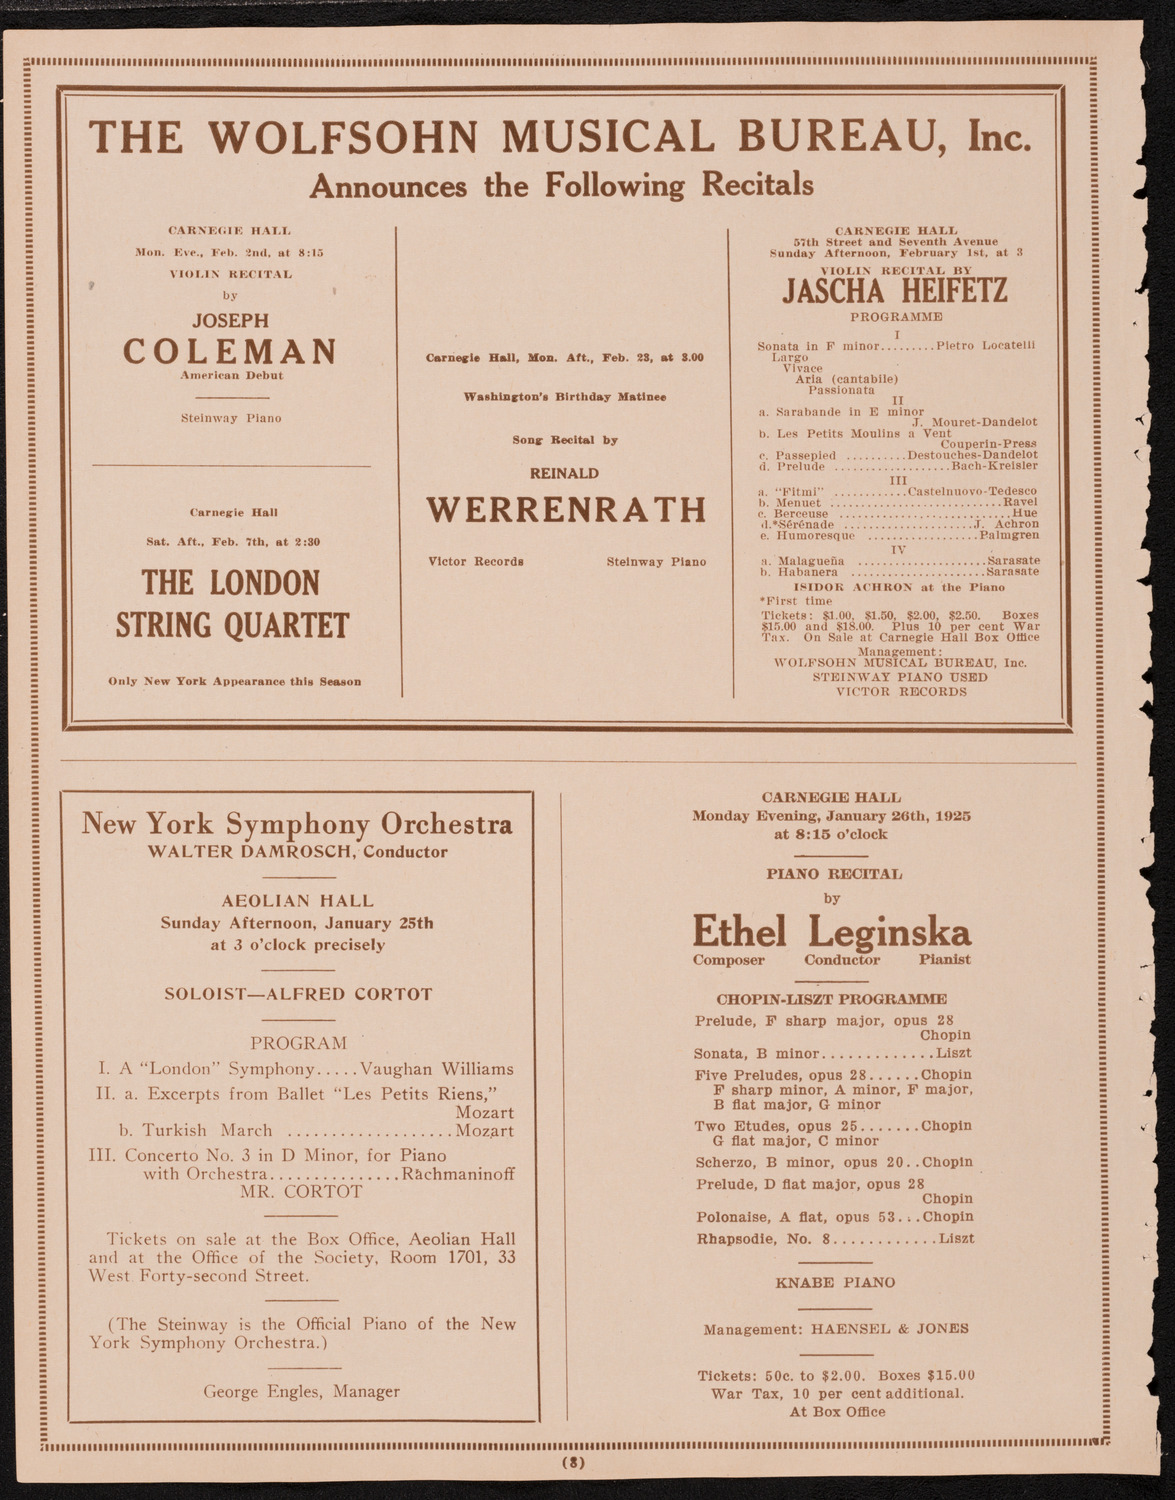 THE WOLFSOHN MUSICAL BUREAU, Inc.
Announces the Following Recitals
CARNEGIE HALL
Mon. Eve., Feb. 2nd, at 8:15
VIOLIN RECITAL
by
JOSEPH
COLEMAN
American Debut
Steinway Piano
Carnegie Hall
Sat. Aft., Feb. 7th, at 2:30
THE LONDON
STRING QUARTET
Only New York Appearance this Season
Carnegie Hall, Mon. Aft., Feb. 23, at 3.00
Washington's Birthday Matinee
Song Recital by
REINALD
WERRENRATH
Victor Records Steinway Piano
CARNEGIE HALL
57th Street and Seventh Avenue
Sunday Afternoon, February 1st, at 3
VIOLIN RECITAL BY
JASCHA HEIFETZ
PROGRAMME
I
Sonata in F minor.........Pietro Locatelli
Largo
Vivace
Aria (cantabile)
Passionata
II
a. Sarabande in E minor
J. Mouret-Dandelot
b. Les Petits Moulins a Vent
Couperin-Press
c. Passepied ..........Destouches-Dandelot
d. Prelude ...................Bach-Kreisler
III
a. "Fitmi" ............Castelnuovo-Tedesco
b. Menuet ............................Ravel
c. Berceuse ............................Hue
d.*Sérénade .....................J. Achron
e. Humoresque ..................Palmgren
IV
a. Malagueña .....................Sarasate
b. Habanera ......................Sarasate
ISIDOR ACHRON at the Piano
*First time
Tickets: $1.00, $1.50, $2.00, $2.50. Boxes
$15.00 and $18.00. Plus 10 per cent War
Tax. On Sale at Carnegie Hall Box Office
Management:
WOLFSOHN MUSICAL BUREAU, Inc.
STEINWAY PIANO USED
VICTOR RECORDS
New York Symphony Orchestra
WALTER DAMROSCH, Conductor
AEOLIAN HALL
Sunday Afternoon, January 25th
at 3 o'clock precisely
SOLOIST—ALFRED CORTOT
PROGRAM
I. A "London" Symphony.....Vaughan Williams
II. a. Excerpts from Ballet "Les Petits Riens,"
Mozart
b. Turkish March ...................Mozart
III. Concerto No. 3 in D Minor, for Piano
with Orchestra...............Rachmaninoff
MR. CORTOT
Tickets on sale at the Box Office, Aeolian Hall
and at the Office of the Society, Room 1701, 33
West Forty-second Street.
(The Steinway is the Official Piano of the New
York Symphony Orchestra.)
George Engles, Manager
CARNEGIE HALL
Monday Evening, January 26th, 1925
at 8:15 o'clock
PIANO RECITAL
by
Ethel Leginska
Composer Conductor Pianist
CHOPIN-LISZT PROGRAMME
Prelude, F sharp major, opus 28
Chopin
Sonata, B minor.............Liszt
Five Preludes, opus 28......Chopin
F sharp minor, A minor, F major,
B flat major, G minor
Two Etudes, opus 25.......Chopin
G flat major, C minor
Scherzo, B minor, opus 20..Chopin
Prelude, D flat major, opus 28
Chopin
Polonaise, A flat, opus 53...Chopin
Rhapsodie, No. 8............Liszt
KNABE PIANO
Management: HAENSEL & JONES
Tickets: 50c. to $2.00. Boxes $15.00
War Tax, 10 per cent additional.
At Box Office
(8)